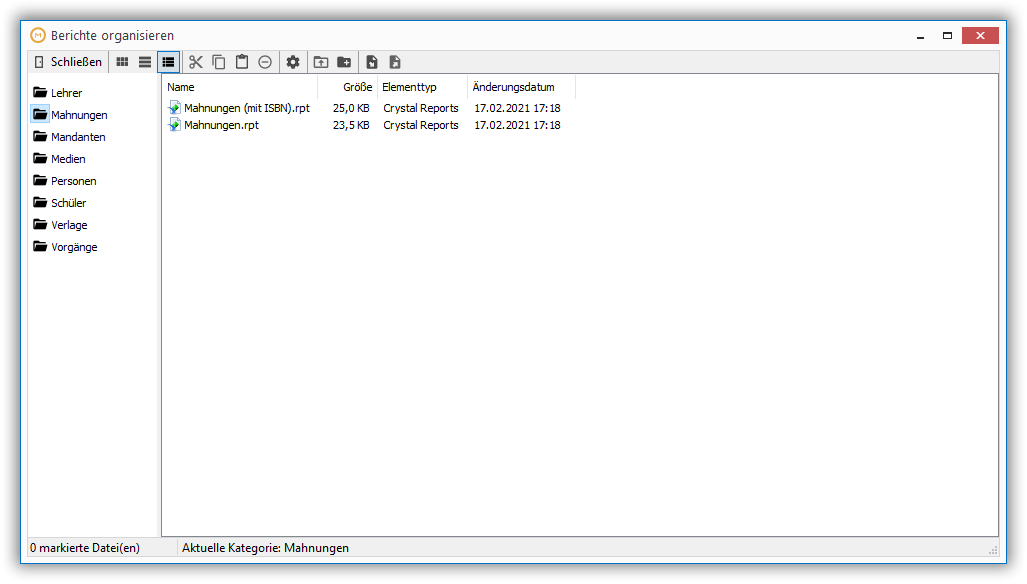 Berichte organisieren
Schließen
Lehrer
Mahnungen
Mandanten
Medien
Personen
Schüler
Verlage
Vorgänge
Name Größe Elementtyp Änderungsdatum
Mahnungen (mit ISBN).rpt 25,0 KB Crystal Reports 17.02.2021 17:18
Mahnungen.rpt 23,5 KB Crystal Reports 17.02.2021 17:18
0 markierte Datei(en) Aktuelle Kategorie: Mahnungen